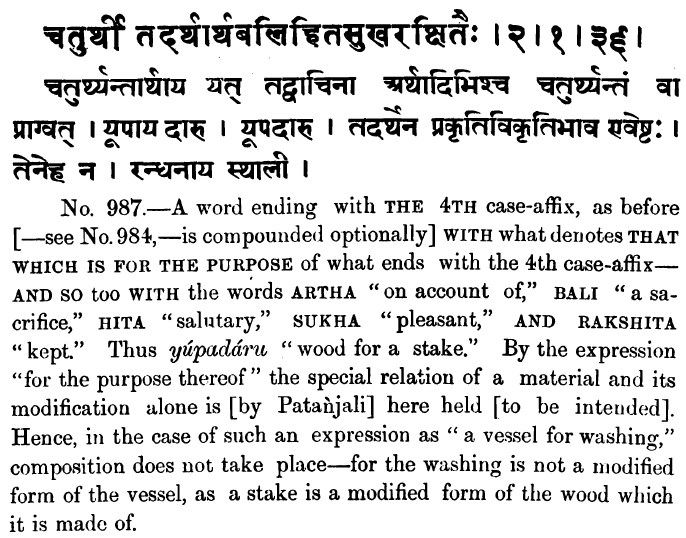 चतुर्थी तदर्थार्थबलिहितसुखरक्षितैः । २ । १ । ३६ ।
चतुर्थ्यन्तार्थाय यत् तद्वाचिना अर्थादिभिश्च चतुर्थ्यन्तं वा
प्राग्वत् । यूपाय दारु । यूपदारु । तदर्थेन प्रकृतिविकृतिभाव एवेष्टः ।
तेनेह न । रन्धनाय स्थाली ।
No. 987.—A word ending with THE 4TH case-affix, as before
[—see No. 984,—is compounded optionally] WITH what denotes THAT
WHICH IS FOR THE PURPOSE of what ends with the 4th case-affix—
AND SO too WITH the words ARTHA “on account of,” BALI “a sa-
crifice,” HITA “salutary,” SUKHA “pleasant,” AND RAKSHITA
“kept.” Thus yúpadáru “wood for a stake.” By the expression
“for the purpose thereof” the special relation of a material and its
modification alone is [by Patanjali] here held [to be intended].
Hence, in the case of such an expression as “a vessel for washing,”
composition does not take place—for the washing is not a modified
form of the vessel, as a stake is a modified form of the wood which
it is made of.